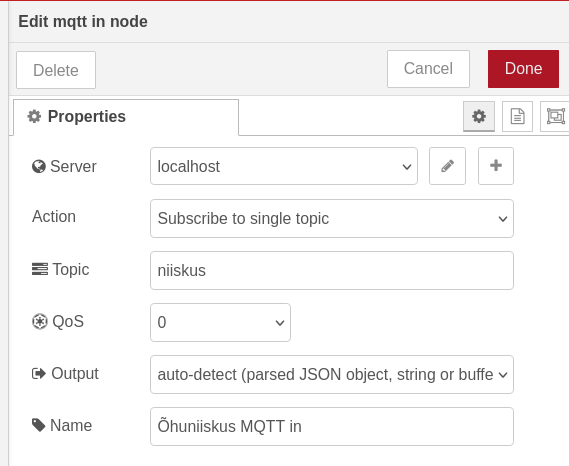 Edit mqtt in node
Delete
Cancel
Done
Properties
Server
localhost
Action
Subscribe to single topic
Topic
niiskus
QoS
0
Output
auto-detect (parsed JSON object, string or buffe
Name
Õhuniiskus MQTT in